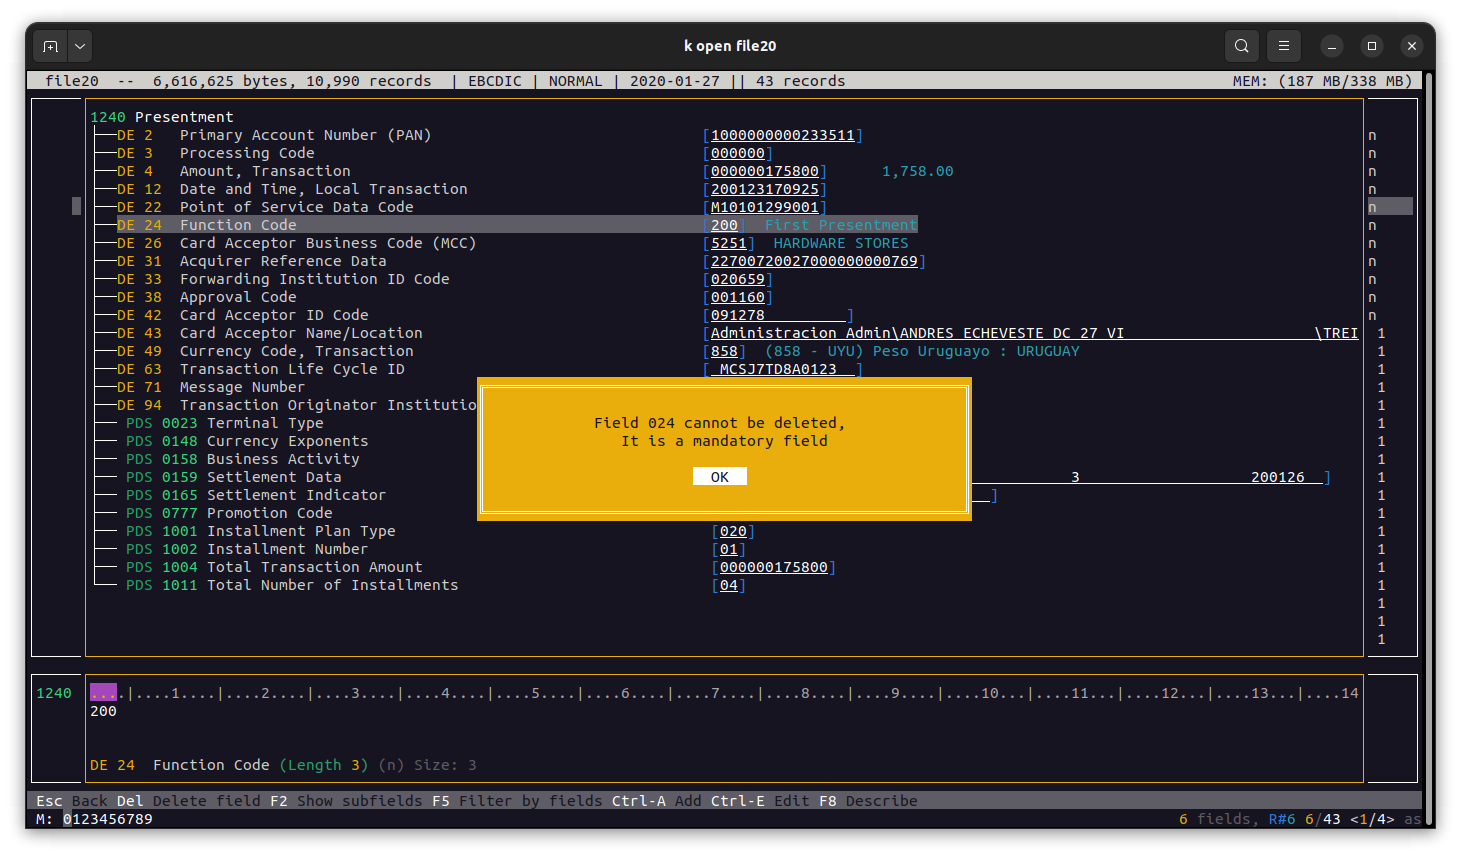 k open file20
file20  --  6,616,625 bytes, 10,990 records  | EBCDIC | NORMAL | 2020-01-27 || 43 records MEM: (187 MB/338 MB)
1240 Presentment
DE 2 Primary Account Number (PAN) [1000000000233511] n
DE 3 Processing Code [000000] n
DE 4 Amount, Transaction [000000175800] 1,758.00 n
DE 12 Date and Time, Local Transaction [200123170925] n
DE 22 Point of Service Data Code [M10101299001] n
DE 24 Function Code [200] First Presentment n
DE 26 Card Acceptor Business Code (MCC) [5251] HARDWARE STORES n
DE 31 Acquirer Reference Data [22700720027000000000769] n
DE 33 Forwarding Institution ID Code [020659] n
DE 38 Approval Code [001160] n
DE 42 Card Acceptor ID Code [091278 ] n
DE 43 Card Acceptor Name/Location [Administracion Admin\ANDRES ECHEVESTE DC 27 VI \TREI 1
DE 49 Currency Code, Transaction [858] (858 - UYU) Peso Uruguayo : URUGUAY 1
DE 63 Transaction Life Cycle ID [ MCSJ7TD8A0123 ] 1
DE 71 Message Number 1
DE 94 Transaction Originator Institutio 1
PDS 0023 Terminal Type 1
PDS 0148 Currency Exponents 1
PDS 0158 Business Activity 1
PDS 0159 Settlement Data 3 200126 ] 1
PDS 0165 Settlement Indicator ] 1
PDS 0777 Promotion Code 1
PDS 1001 Installment Plan Type [020] 1
PDS 1002 Installment Number [01] 1
PDS 1004 Total Transaction Amount [000000175800] 1
PDS 1011 Total Number of Installments [04] 1
1
1
1
Field 024 cannot be deleted,
It is a mandatory field
OK
1240 ....|....1....|....2....|....3....|....4....|....5....|....6....|....7....|....8....|....9....|....10...|....11...|....12...|....13...|....14
200
DE 24 Function Code (Length 3) (n) Size: 3
Esc Back Del Delete field F2 Show subfields F5 Filter by fields Ctrl-A Add Ctrl-E Edit F8 Describe
M: 0123456789 6 fields, R#6 6/43 <1/4> as